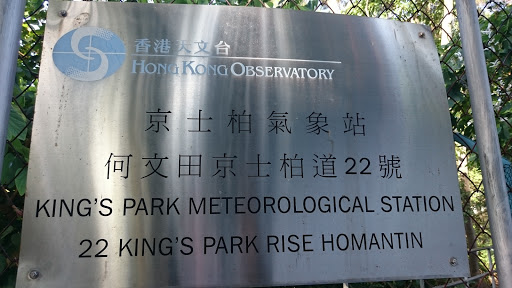 香港天文台
HONG KONG OBSERVATORY
京士柏氣象站
何文田京士柏道22號
KING'S PARK METEOROLOGICAL STATION
22 KING'S PARK RISE HOMANTIN